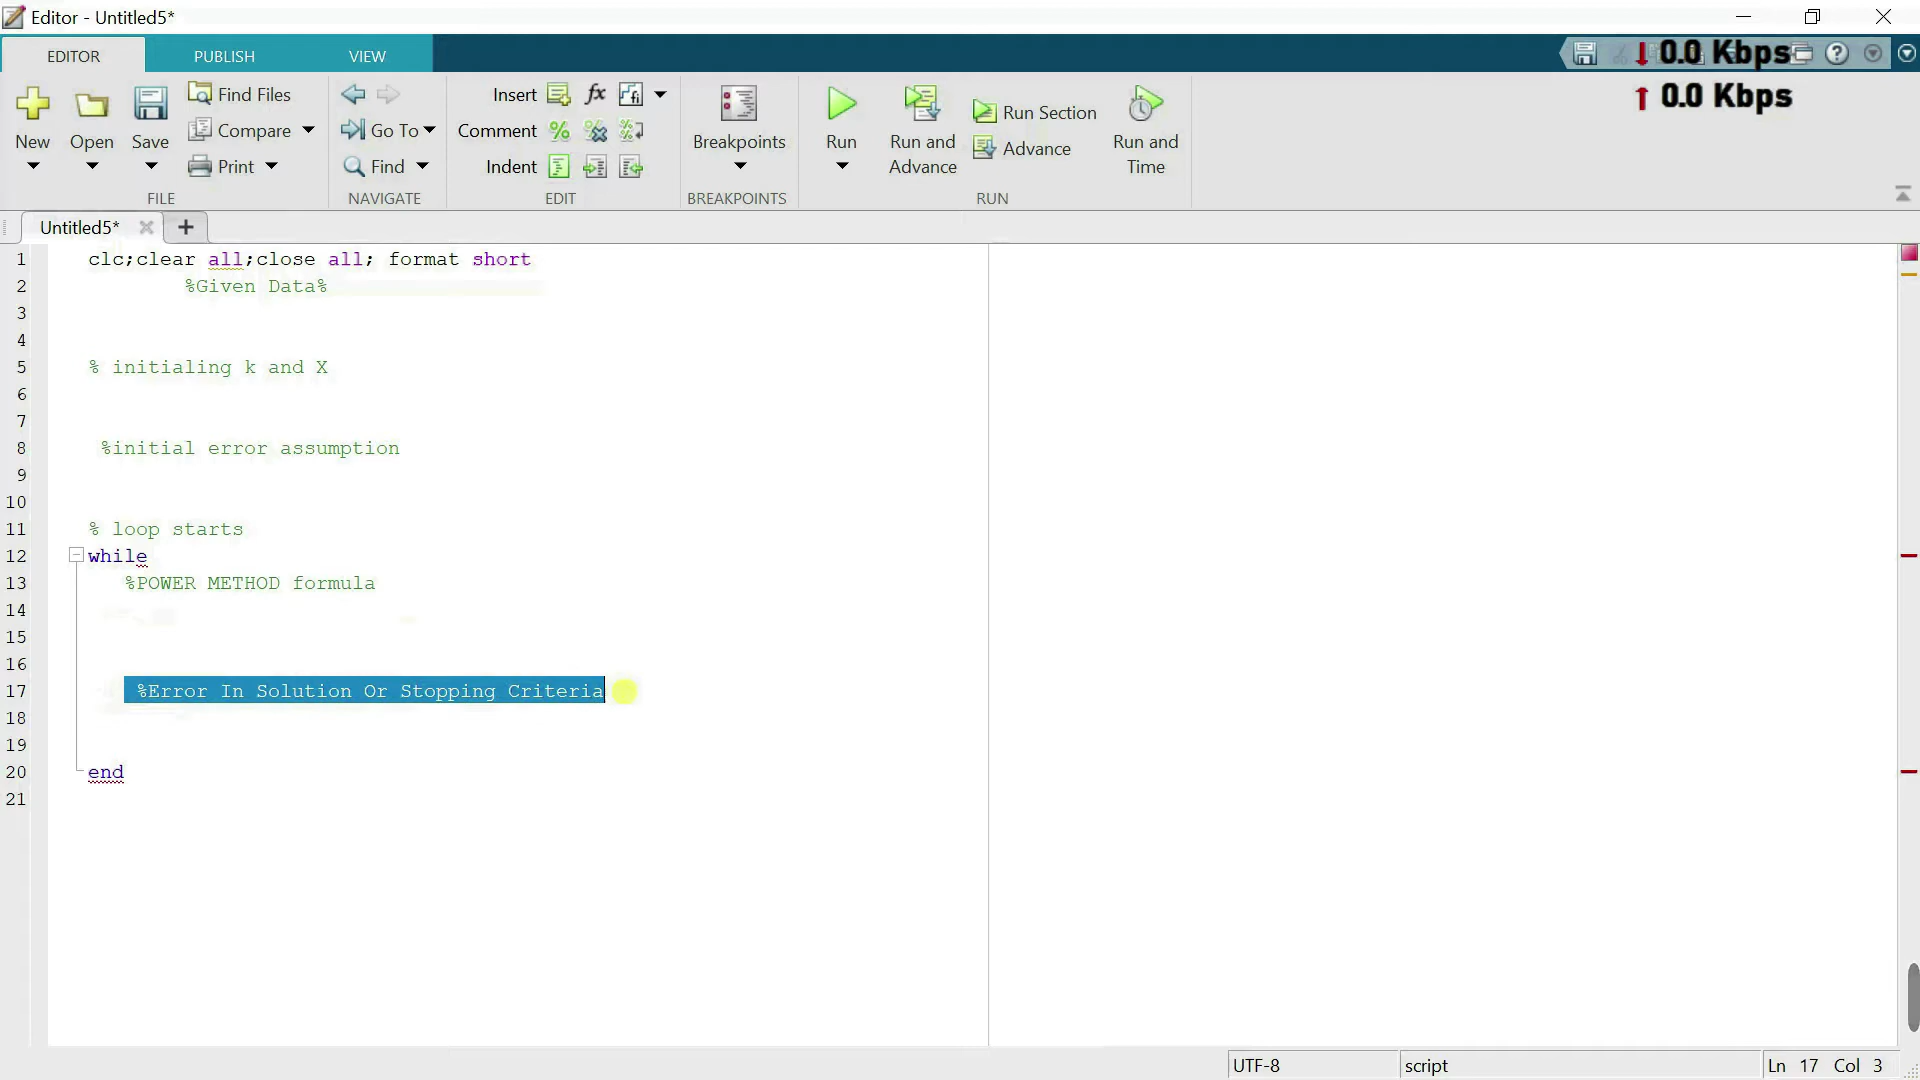 Editor - Untitled5*
EDITOR PUBLISH VIEW
0.0 Kbps
0.0 Kbps
New Open Save
Find Files
Compare
Print
FILE
Go To
Find
NAVIGATE
Insert fx
Comment
Indent
EDIT
Breakpoints
BREAKPOINTS
Run
Run and Advance
Run Section
Advance
Run and Time
RUN
Untitled5*
1 clc;clear all;close all; format short
2 %Given Data%
3
4
5 % initialing k and X
6
7
8 %initial error assumption
9
10
11 % loop starts
12 while
13 %POWER METHOD formula
14
15
16
17 %Error In Solution Or Stopping Criteria
18
19
20 end
21
UTF-8 script Ln 17 Col 3